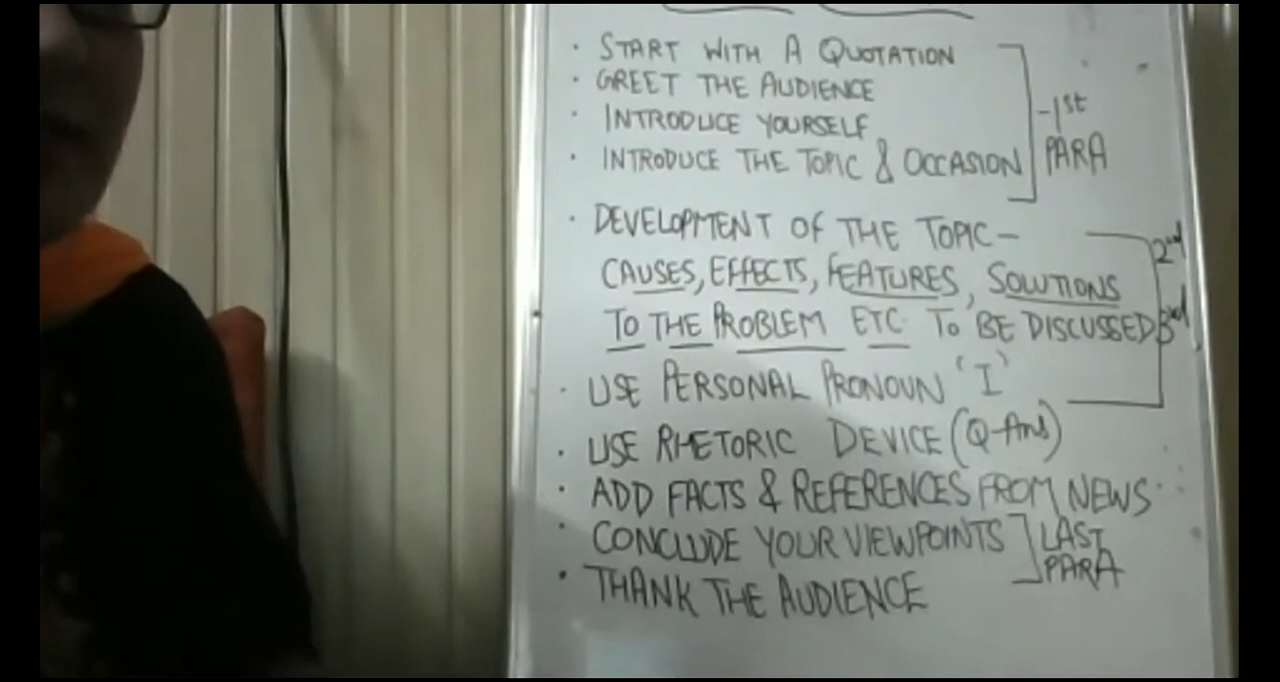 · START WITH A QUOTATION
· GREET THE AUDIENCE
· INTRODUCE YOURSELF
· INTRODUCE THE TOPIC & OCCASION
-1st
PARA
· DEVELOPMENT OF THE TOPIC –
CAUSES, EFFECTS, FEATURES, SOLUTIONS
TO THE PROBLEM ETC. TO BE DISCUSSED
· USE PERSONAL PRONOUN 'I'
2nd
3rd
· USE RHETORIC DEVICE (Q-Ans)
· ADD FACTS & REFERENCES FROM NEWS.
· CONCLUDE YOUR VIEWPOINTS
· THANK THE AUDIENCE
LAST
PARA